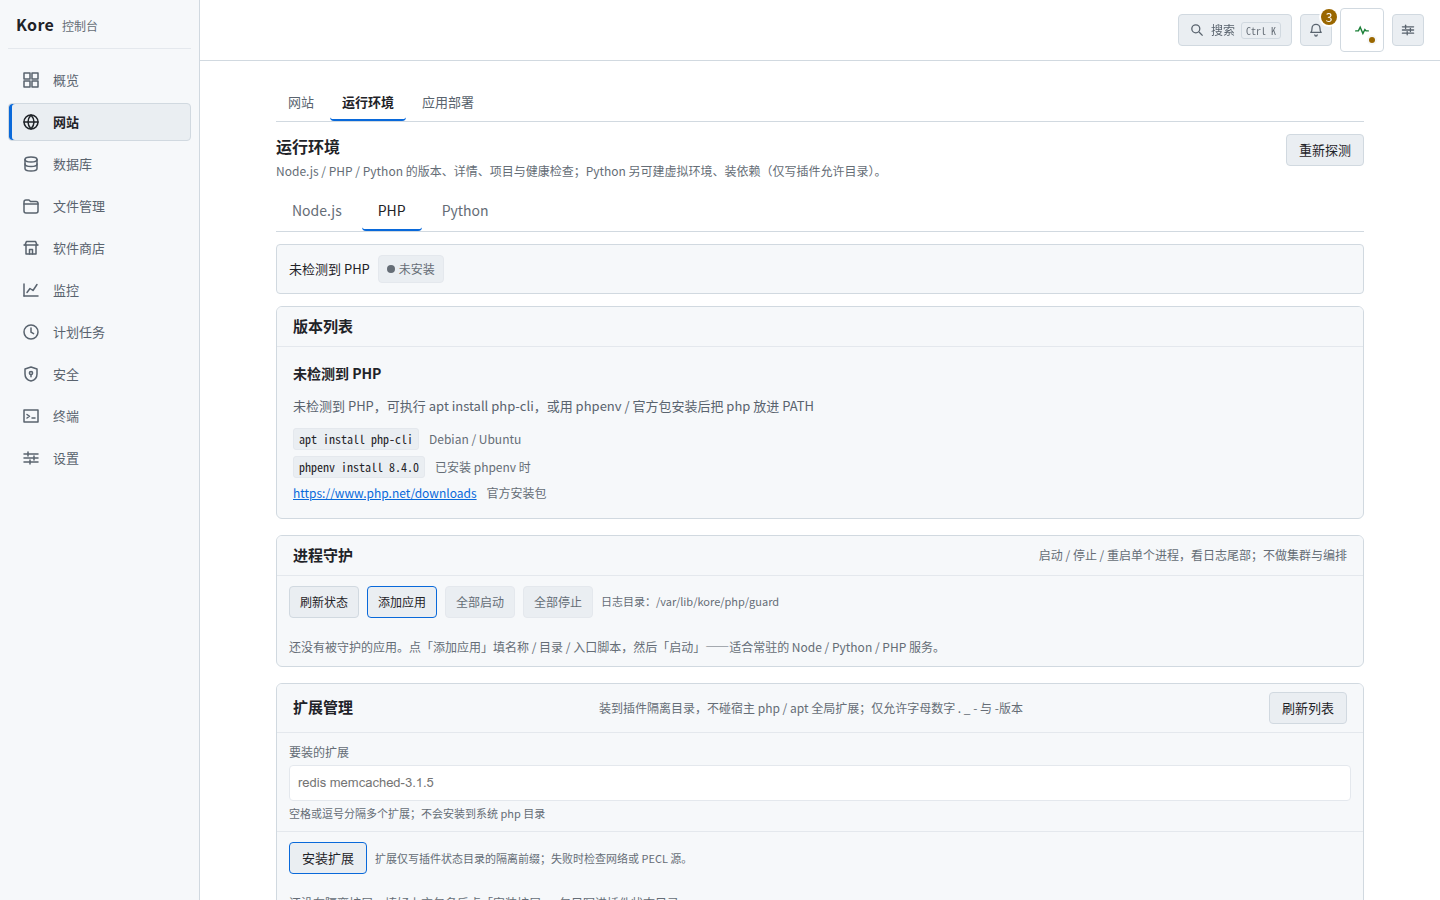 Kore 控制台
搜索 Ctrl K
3
概览
网站
数据库
文件管理
软件商店
监控
计划任务
安全
终端
设置
网站 运行环境 应用部署
运行环境
重新探测
Node.js / PHP / Python 的版本、详情、项目与健康检查；Python 另可建虚拟环境、装依赖（仅写插件允许目录）。
Node.js PHP Python
未检测到 PHP 未安装
版本列表
未检测到 PHP
未检测到 PHP，可执行 apt install php-cli，或用 phpenv / 官方包安装后把 php 放进 PATH
apt install php-cli Debian / Ubuntu
phpenv install 8.4.0 已安装 phpenv 时
https://www.php.net/downloads 官方安装包
进程守护 启动 / 停止 / 重启单个进程，看日志尾部；不做集群与编排
刷新状态 添加应用 全部启动 全部停止 日志目录：/var/lib/kore/php/guard
还没有被守护的应用。点「添加应用」填名称 / 目录 / 入口脚本，然后「启动」——适合常驻的 Node / Python / PHP 服务。
扩展管理 装到插件隔离目录，不碰宿主 php / apt 全局扩展；仅允许字母数字 . _ - 与 -版本 刷新列表
要装的扩展
redis memcached-3.1.5
空格或逗号分隔多个扩展；不会安装到系统 php 目录
安装扩展 扩展仅写插件状态目录的隔离前缀；失败时检查网络或 PECL 源。